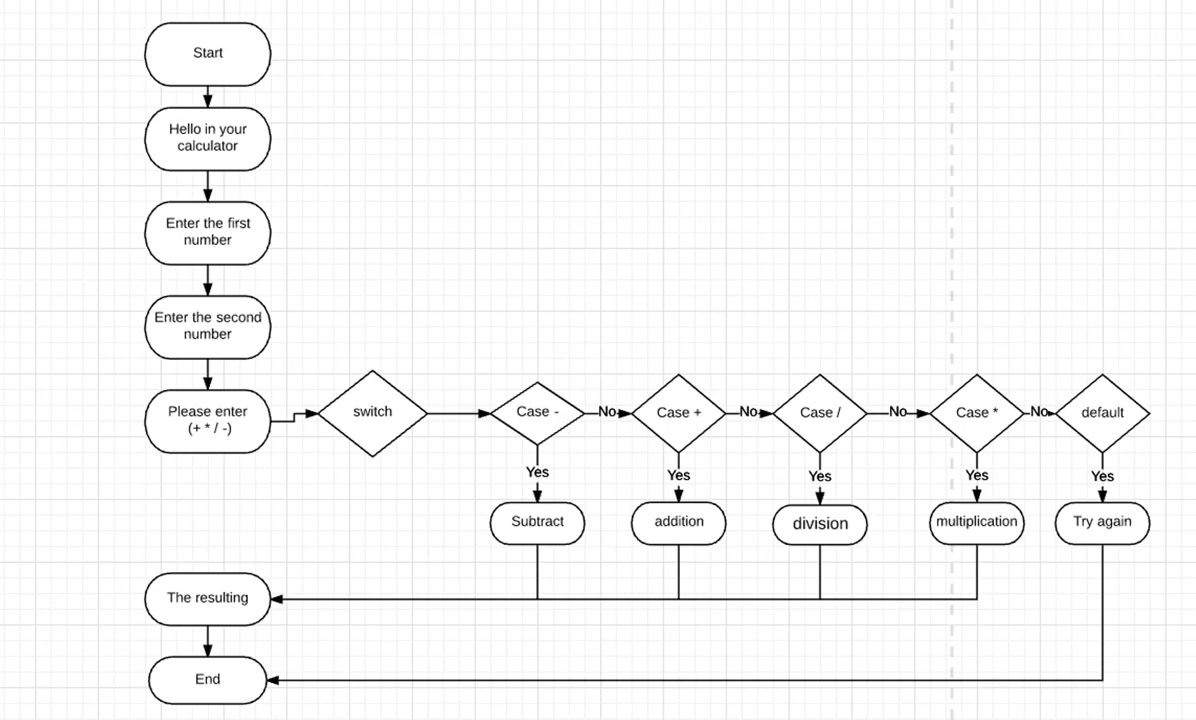 Start
Hello in your
calculator
Enter the first
number
Enter the second
number
Please enter
(+ * / -)
switch
Case -
No
Case +
No
Case /
No
Case *
No
default
Yes
Yes
Yes
Yes
Yes
Subtract
addition
division
multiplication
Try again
The resulting
End